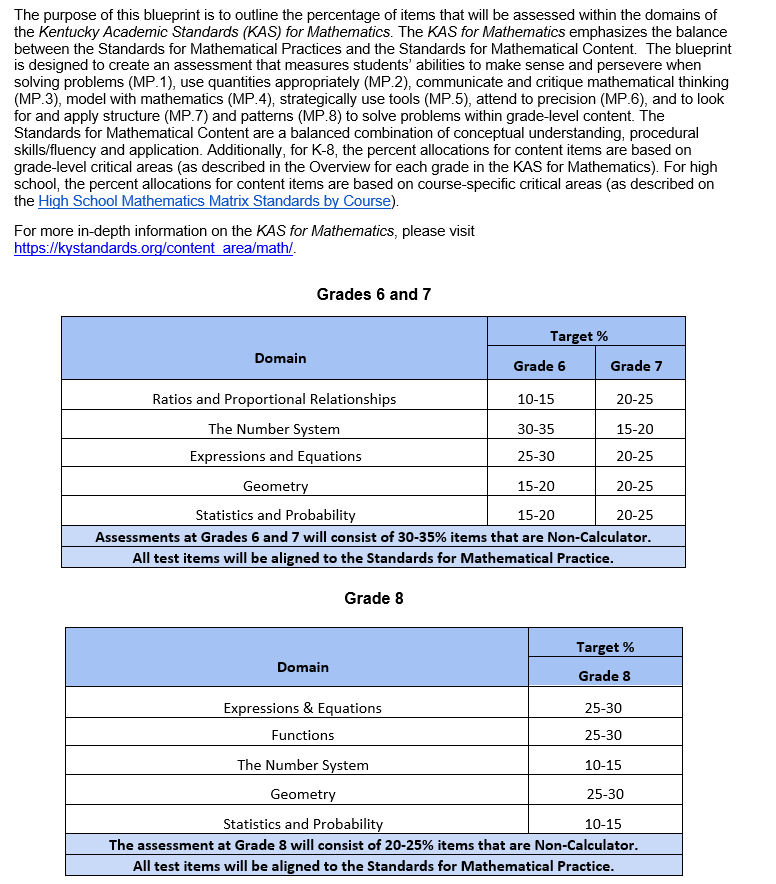 The purpose of this blueprint is to outline the percentage of items that will be assessed within the domains of
the Kentucky Academic Standards (KAS) for Mathematics. The KAS for Mathematics emphasizes the balance
between the Standards for Mathematical Practices and the Standards for Mathematical Content. The blueprint
is designed to create an assessment that measures students' abilities to make sense and persevere when
solving problems (MP.1), use quantities appropriately (MP.2), communicate and critique mathematical thinking
(MP.3), model with mathematics (MP.4), strategically use tools (MP.5), attend to precision (MP.6), and to look
for and apply structure (MP.7) and patterns (MP.8) to solve problems within grade-level content. The
Standards for Mathematical Content are a balanced combination of conceptual understanding, procedural
skills/fluency and application. Additionally, for K-8, the percent allocations for content items are based on
grade-level critical areas (as described in the Overview for each grade in the KAS for Mathematics). For high
school, the percent allocations for content items are based on course-specific critical areas (as described on
the High School Mathematics Matrix Standards by Course).
For more in-depth information on the KAS for Mathematics, please visit
https://kystandards.org/content_area/math/.
Grades 6 and 7
Domain
Target %
Grade 6 Grade 7
Ratios and Proportional Relationships 10-15 20-25
The Number System 30-35 15-20
Expressions and Equations 25-30 20-25
Geometry 15-20 20-25
Statistics and Probability 15-20 20-25
Assessments at Grades 6 and 7 will consist of 30-35% items that are Non-Calculator.
All test items will be aligned to the Standards for Mathematical Practice.
Grade 8
Domain
Target %
Grade 8
Expressions & Equations 25-30
Functions 25-30
The Number System 10-15
Geometry 25-30
Statistics and Probability 10-15
The assessment at Grade 8 will consist of 20-25% items that are Non-Calculator.
All test items will be aligned to the Standards for Mathematical Practice.